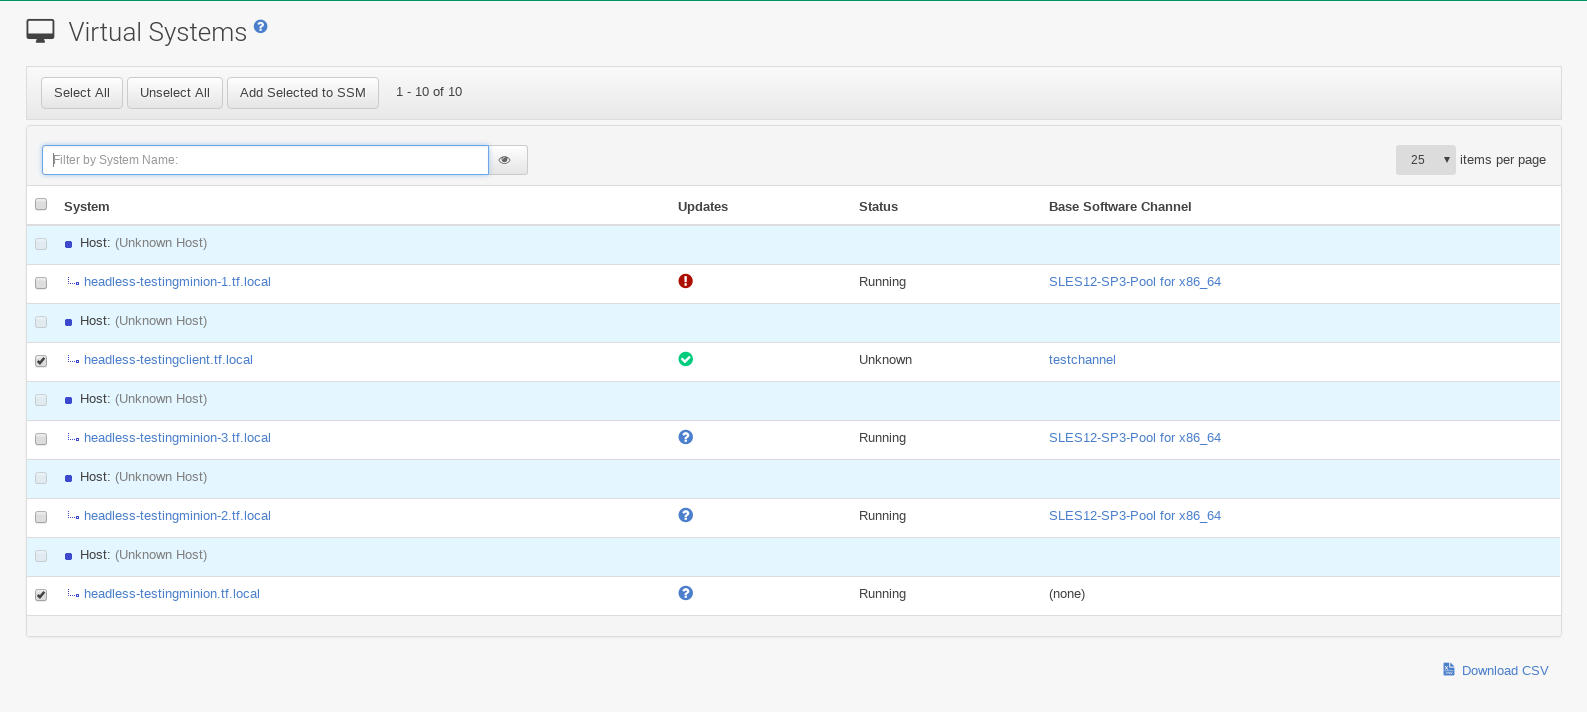 Virtual Systems
Select All Unselect All Add Selected to SSM 1 - 10 of 10
Filter by System Name: 25 items per page
System Updates Status Base Software Channel
Host: (Unknown Host)
headless-testingminion-1.tf.local Running SLES12-SP3-Pool for x86_64
Host: (Unknown Host)
headless-testingclient.tf.local Unknown testchannel
Host: (Unknown Host)
headless-testingminion-3.tf.local Running SLES12-SP3-Pool for x86_64
Host: (Unknown Host)
headless-testingminion-2.tf.local Running SLES12-SP3-Pool for x86_64
Host: (Unknown Host)
headless-testingminion.tf.local Running (none)
Download CSV